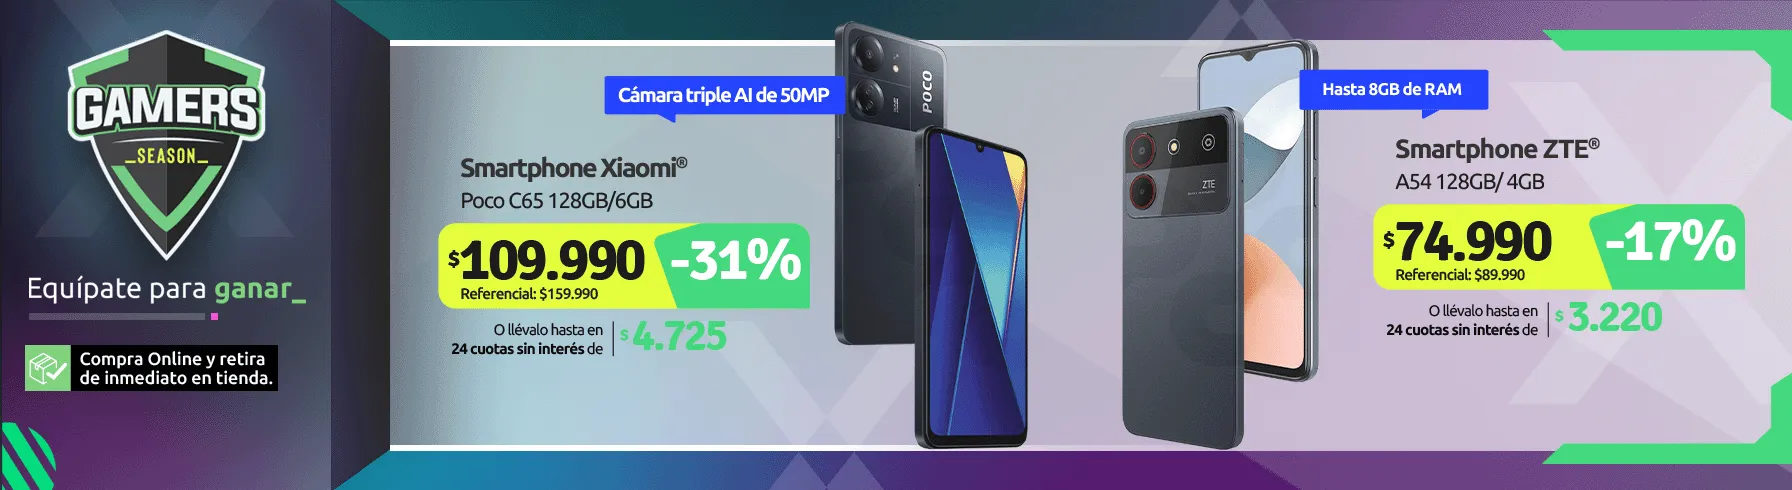 GAMERS
_SEASON_
Equípate para ganar_
Compra Online y retira
de inmediato en tienda.
Cámara triple AI de 50MP
Smartphone Xiaomi®
Poco C65 128GB/6GB
$109.990 -31%
Referencial: $159.990
O llévalo hasta en
24 cuotas sin interés de
$ 4.725
POCO
ZTE
Hasta 8GB de RAM
Smartphone ZTE®
A54 128GB/ 4GB
$74.990 -17%
Referencial: $89.990
O llévalo hasta en
24 cuotas sin interés de
$ 3.220